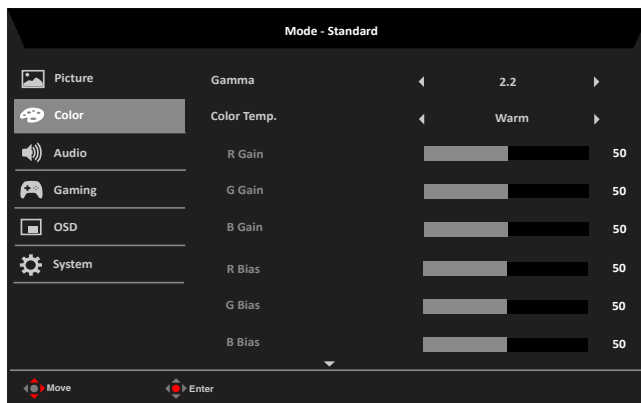 Mode - Standard
Picture
Gamma 2.2
Color
Color Temp. Warm
Audio
R Gain 50
Gaming
G Gain 50
OSD
B Gain 50
System
R Bias 50
G Bias 50
B Bias 50
Move Enter